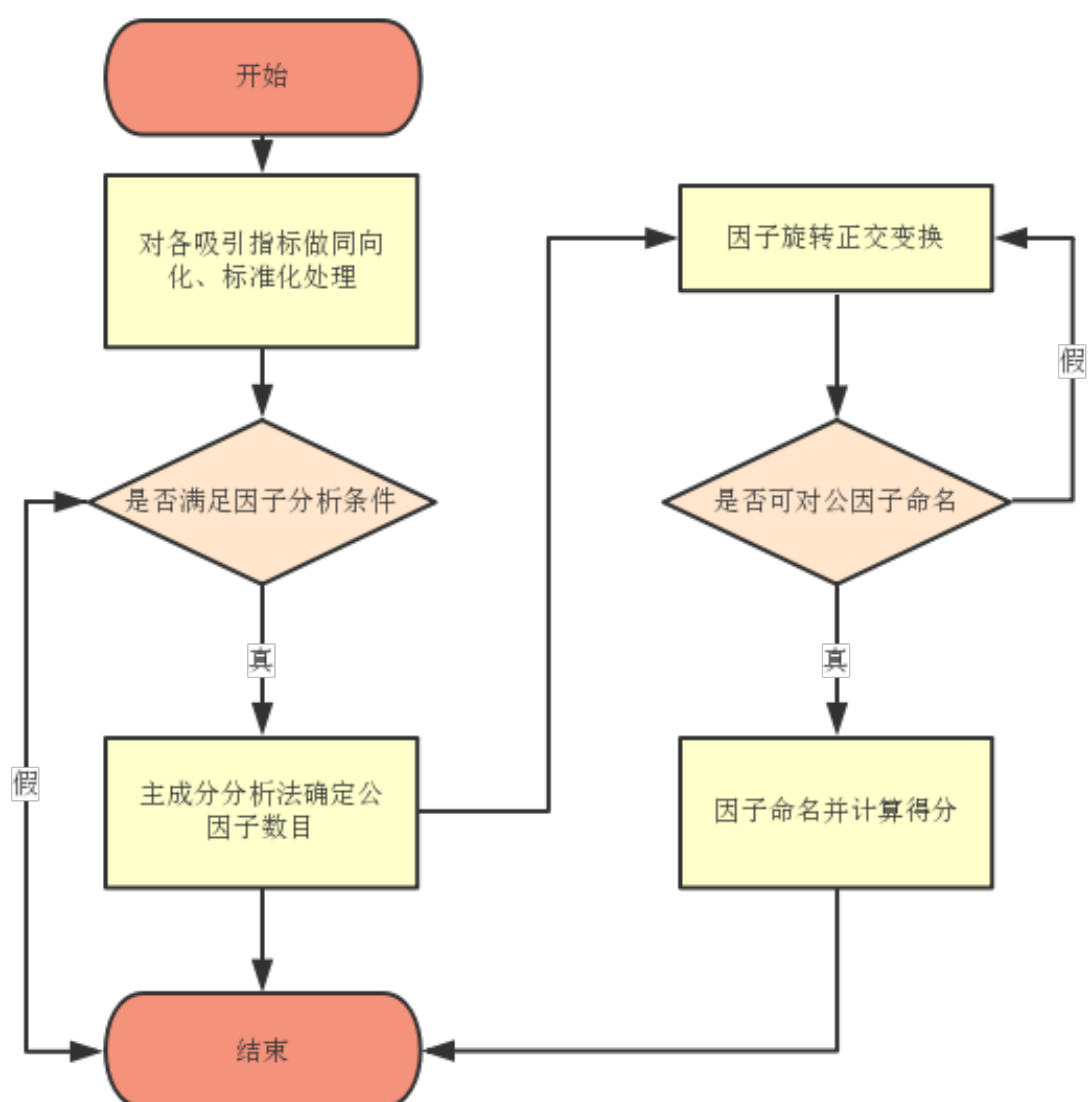 开始
对各吸引指标做同向
化、标准化处理
是否满足因子分析条件
真
假
主成分分析法确定公
因子数目
结束
因子旋转正交变换
假
是否可对公因子命名
真
因子命名并计算得分